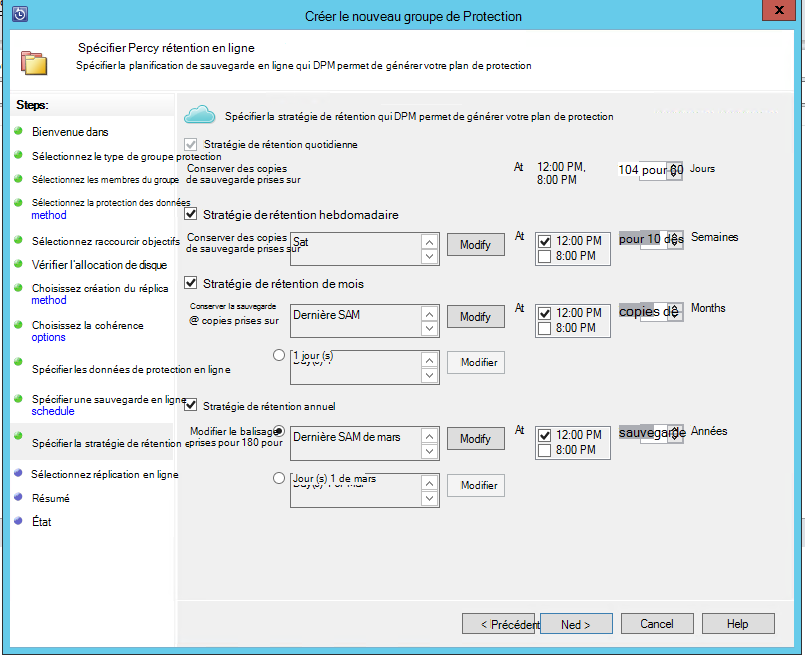 Créer le nouveau groupe de Protection
x
Spécifier Percy rétention en ligne
Spécifier la planification de sauvegarde en ligne qui DPM permet de générer votre plan de protection
Steps:
Bienvenue dans
Sélectionnez le type de groupe protection
Sélectionnez les membres du groupe
Sélectionnez la protection des données
method
Sélectionnez raccourcir objectifs
Vérifier l'allocation de disque
Choisissez création du réplica
method
Choisissez la cohérence
options
Spécifier les données de protection en ligne
Spécifier une sauvegarde en ligne
schedule
Spécifier la stratégie de rétention e
Sélectionnez réplication en ligne
Résumé
État
Spécifier la stratégie de rétention qui DPM permet de générer votre plan de protection
Stratégie de rétention quotidienne
Conserver des copies
de sauvegarde prises sur
At
12:00 PM,
8:00 PM
104 pour 60
Jours
Stratégie de rétention hebdomadaire
Conserver des copies
de sauvegarde prises sur
Sat
Modify
At
12:00 PM
8:00 PM
pour 10 des
Semaines
Stratégie de rétention de mois
Conserver la sauvegarde
@ copies prises sur
Dernière SAM
Modify
At
12:00 PM
8:00 PM
copies de
Months
1 jour (s)
Modifier
Stratégie de rétention annuel
Modifier le balisage
prises pour 180 pour
Dernière SAM de mars
Modify
At
12:00 PM
8:00 PM
sauvegarde
Années
Jour (s) 1 de mars
Modifier
< Précédent
Ned >
Cancel
Help